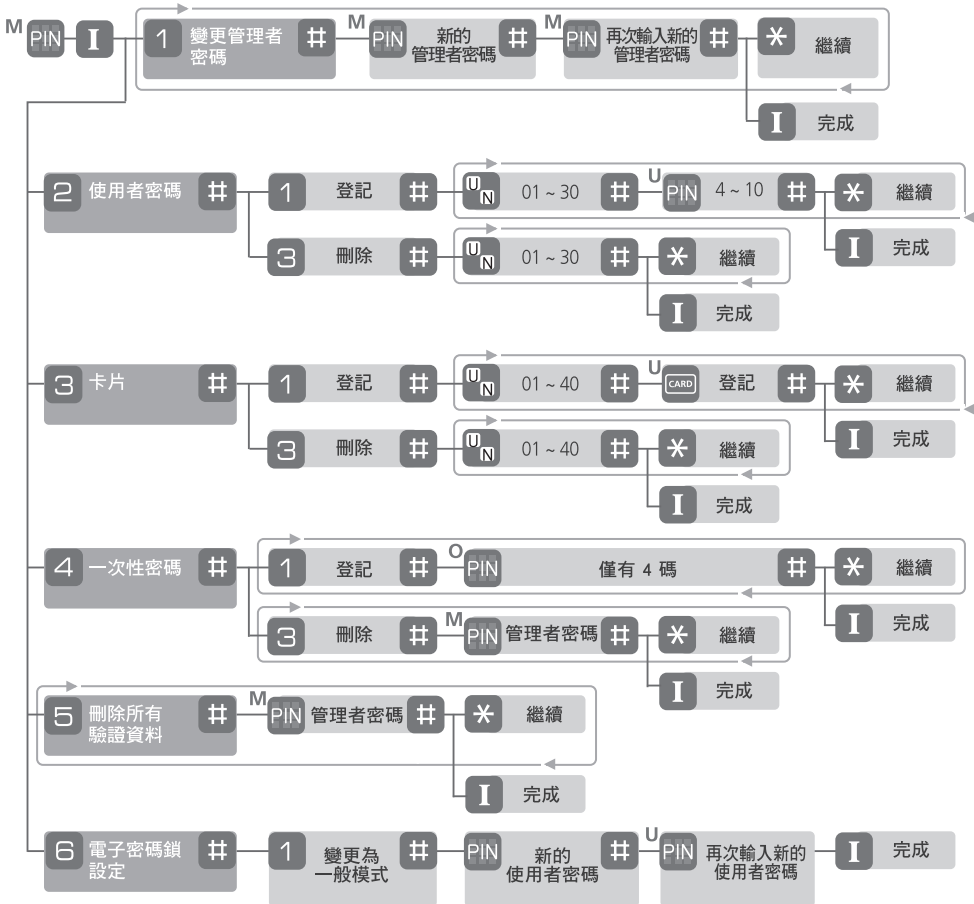 M PIN I 1 變更管理者 # M PIN 新的 # M PIN 再次輸入新的 # * 繼續
密碼 管理者密碼 管理者密碼
I 完成
2 使用者密碼 # 1 登記 # UN 01 ~ 30 # U PIN 4 ~ 10 # * 繼續
I 完成
3 刪除 # UN 01 ~ 30 # * 繼續
I 完成
3 卡片 # 1 登記 # UN 01 ~ 40 # U CARD 登記 # * 繼續
I 完成
3 刪除 # UN 01 ~ 40 # * 繼續
I 完成
4 一次性密碼 # 1 登記 # O PIN 僅有 4 碼 # * 繼續
I 完成
3 刪除 # M PIN 管理者密碼 # * 繼續
I 完成
5 刪除所有 # M PIN 管理者密碼 # * 繼續
驗證資料
I 完成
6 電子密碼鎖 # 1 變更為 # PIN 新的 # U PIN 再次輸入新的 I 完成
設定 一般模式 使用者密碼 使用者密碼